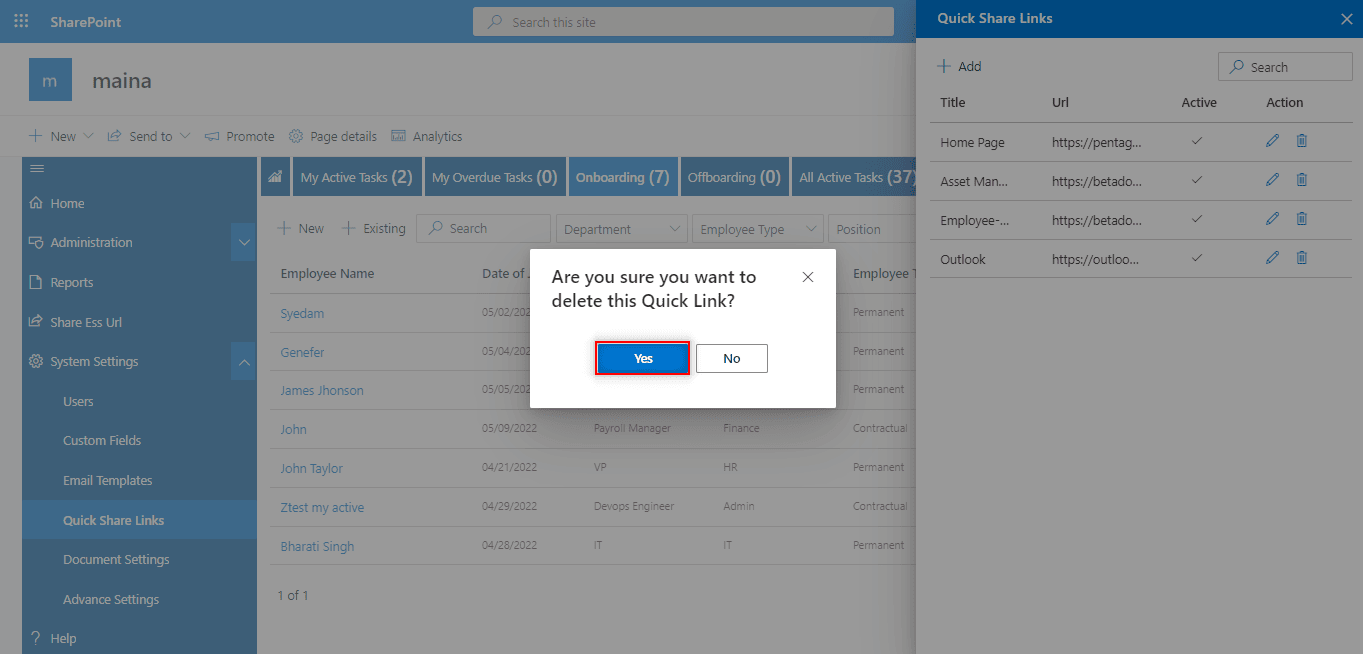 SharePoint
Search this site
Quick Share Links
m
maina
Add
Search
Title Url Active Action
Home Page https://pentag...
Asset Man... https://betado...
Employee-... https://betado...
Outlook https://outloo...
New Send to Promote Page details Analytics
Home
Administration
Reports
Share Ess Url
System Settings
Users
Custom Fields
Email Templates
Quick Share Links
Document Settings
Advance Settings
? Help
My Active Tasks (2) My Overdue Tasks (0) Onboarding (7) Offboarding (0) All Active Tasks (37)
New Existing Search Department Employee Type Position
Employee Name Date of Employee
Syedam 05/02/202 Permanent
Genefer 05/04/202 Permanent
James Jhonson 05/05/202 Permanent
John 05/09/2022 Payroll Manager Finance Contractual
John Taylor 04/21/2022 VP HR Permanent
Ztest my active 04/29/2022 Devops Engineer Admin Contractual
Bharati Singh 04/28/2022 IT IT Permanent
1 of 1
Are you sure you want to
delete this Quick Link?
Yes No